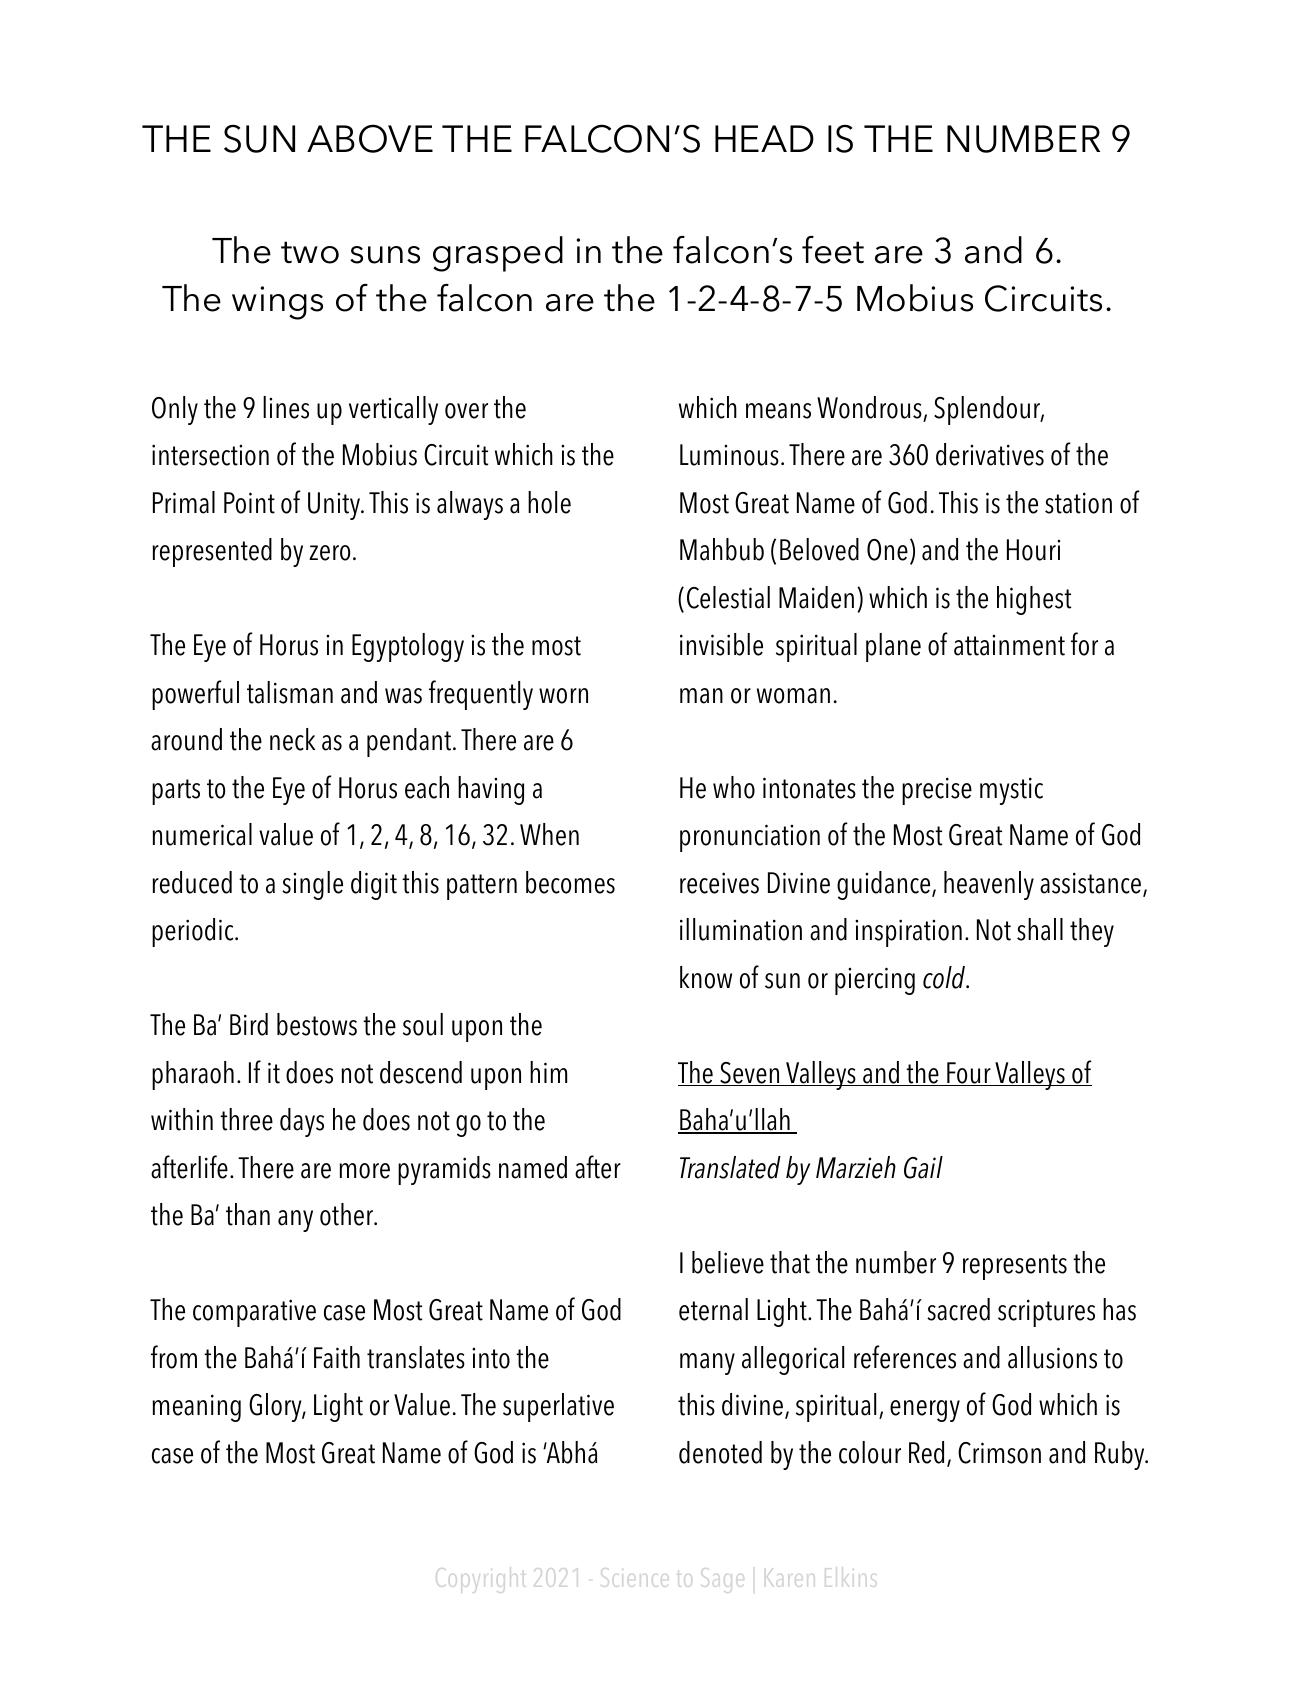 THE SUN ABOVE THE FALCON’S HEAD IS THE NUMBER 9
The two suns grasped in the falcon’s feet are 3 and 6.
The wings of the falcon are the 1-2-4-8-7-5 Mobius Circuits.
Only the 9 lines up vertically over the
intersection of the Mobius Circuit which is the
Primal Point of Unity. This is always a hole
represented by zero.
The Eye of Horus in Egyptology is the most
powerful talisman and was frequently worn
around the neck as a pendant. There are 6
parts to the Eye of Horus each having a
numerical value of 1, 2, 4, 8, 16, 32. When
reduced to a single digit this pattern becomes
periodic.
The Ba’ Bird bestows the soul upon the
pharaoh. If it does not descend upon him
within three days he does not go to the
afterlife. There are more pyramids named after
the Ba’ than any other.
The comparative case Most Great Name of God
from the Bahá’í Faith translates into the
meaning Glory, Light or Value. The superlative
case of the Most Great Name of God is ‘Abhá
which means Wondrous, Splendour,
Luminous. There are 360 derivatives of the
Most Great Name of God. This is the station of
Mahbub (Beloved One) and the Houri
(Celestial Maiden) which is the highest
invisible  spiritual plane of attainment for a
man or woman.
He who intonates the precise mystic
pronunciation of the Most Great Name of God
receives Divine guidance, heavenly assistance,
illumination and inspiration. Not shall they
know of sun or piercing cold.
The Seven Valleys and the Four Valleys of
Baha’u’llah
Translated by Marzieh Gail
I believe that the number 9 represents the
eternal Light. The Bahá’í sacred scriptures has
many allegorical references and allusions to
this divine, spiritual, energy of God which is
denoted by the colour Red, Crimson and Ruby.
Copyright 2021 - Science to Sage | Karen Elkins